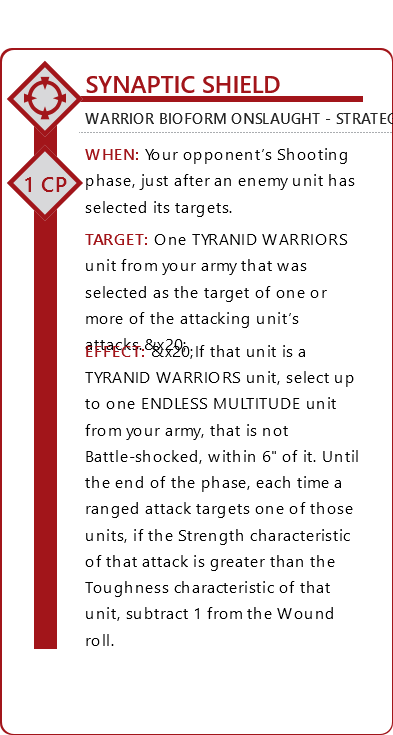 SYNAPTIC SHIELD
WARRIOR BIOFORM ONSLAUGHT - STRATEG
1 CP
WHEN: Your opponent's Shooting
phase, just after an enemy unit has
selected its targets.
TARGET: One TYRANID WARRIORS
unit from your army that was
selected as the target of one or
more of the attacking unit's
attacks.&x20;
EFFECT: &x20;If that unit is a
TYRANID WARRIORS unit, select up
to one ENDLESS MULTITUDE unit
from your army, that is not
Battle-shocked, within 6" of it. Until
the end of the phase, each time a
ranged attack targets one of those
units, if the Strength characteristic
of that attack is greater than the
Toughness characteristic of that
unit, subtract 1 from the Wound
roll.